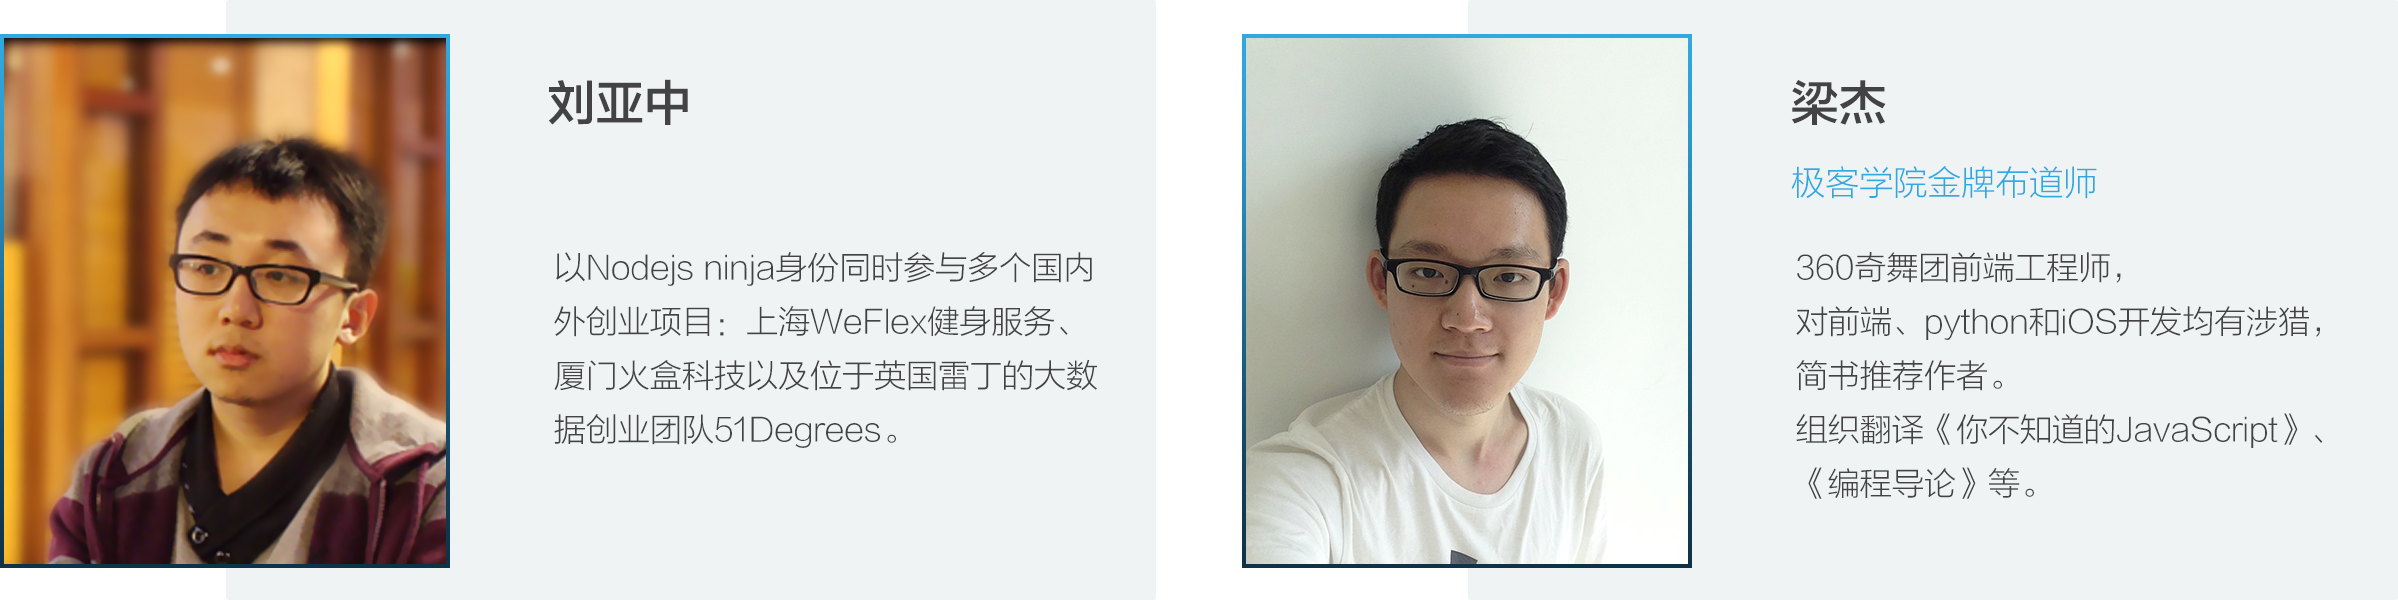 刘亚中
以Nodejs ninja身份同时参与多个国内
外创业项目：上海WeFlex健身服务、
厦门火盒科技以及位于英国雷丁的大数
据创业团队51Degrees。
梁杰
极客学院金牌布道师
360奇舞团前端工程师，
对前端、python和iOS开发均有涉猎，
简书推荐作者。
组织翻译《你不知道的JavaScript》、
《编程导论》等。